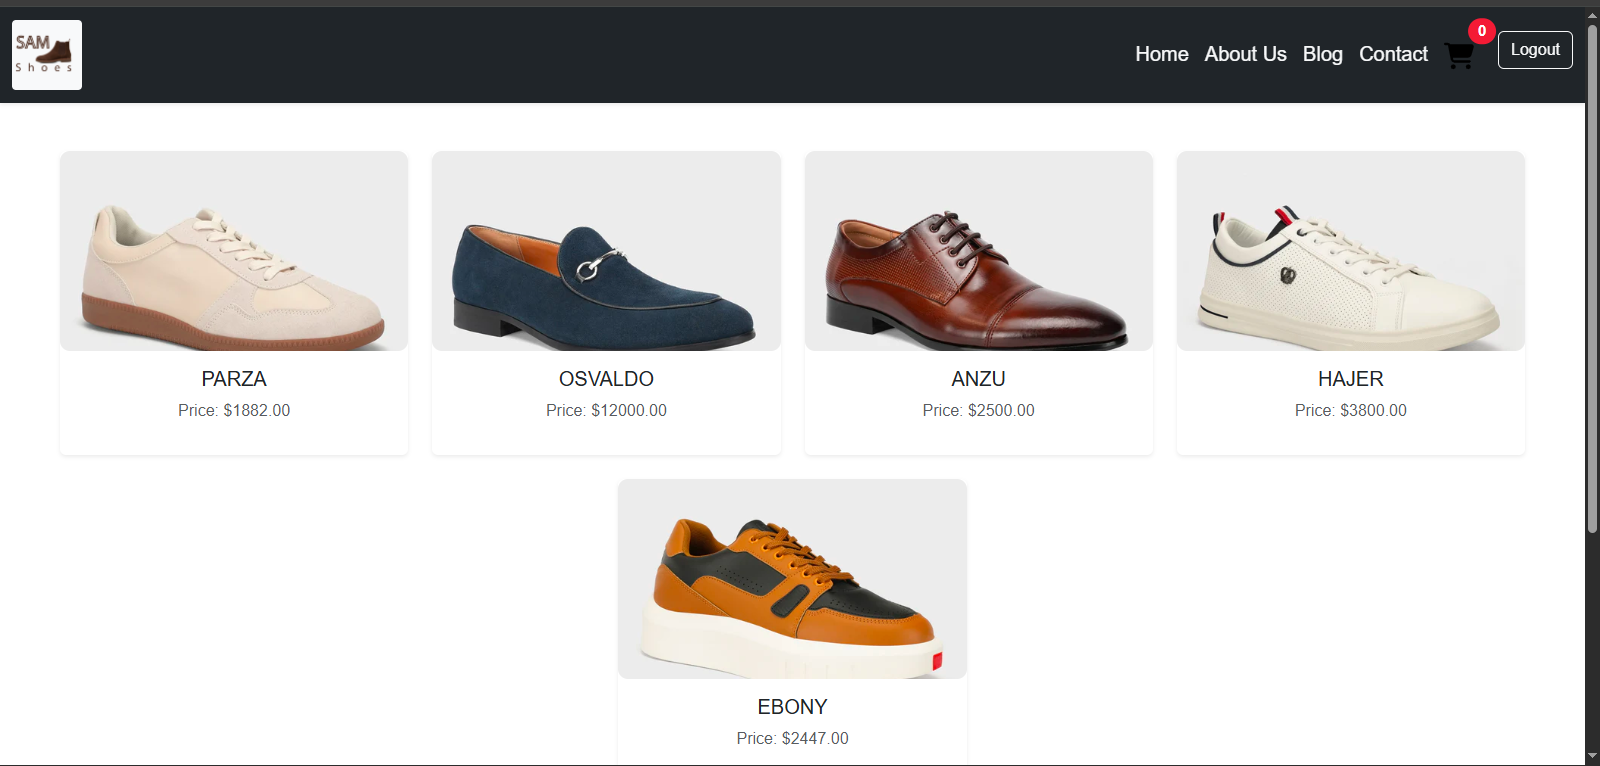 SAM
Shoes
Home About Us Blog Contact 0 Logout
PARZA
Price: $1882.00
OSVALDO
Price: $12000.00
ANZU
Price: $2500.00
HAJER
Price: $3800.00
EBONY
Price: $2447.00